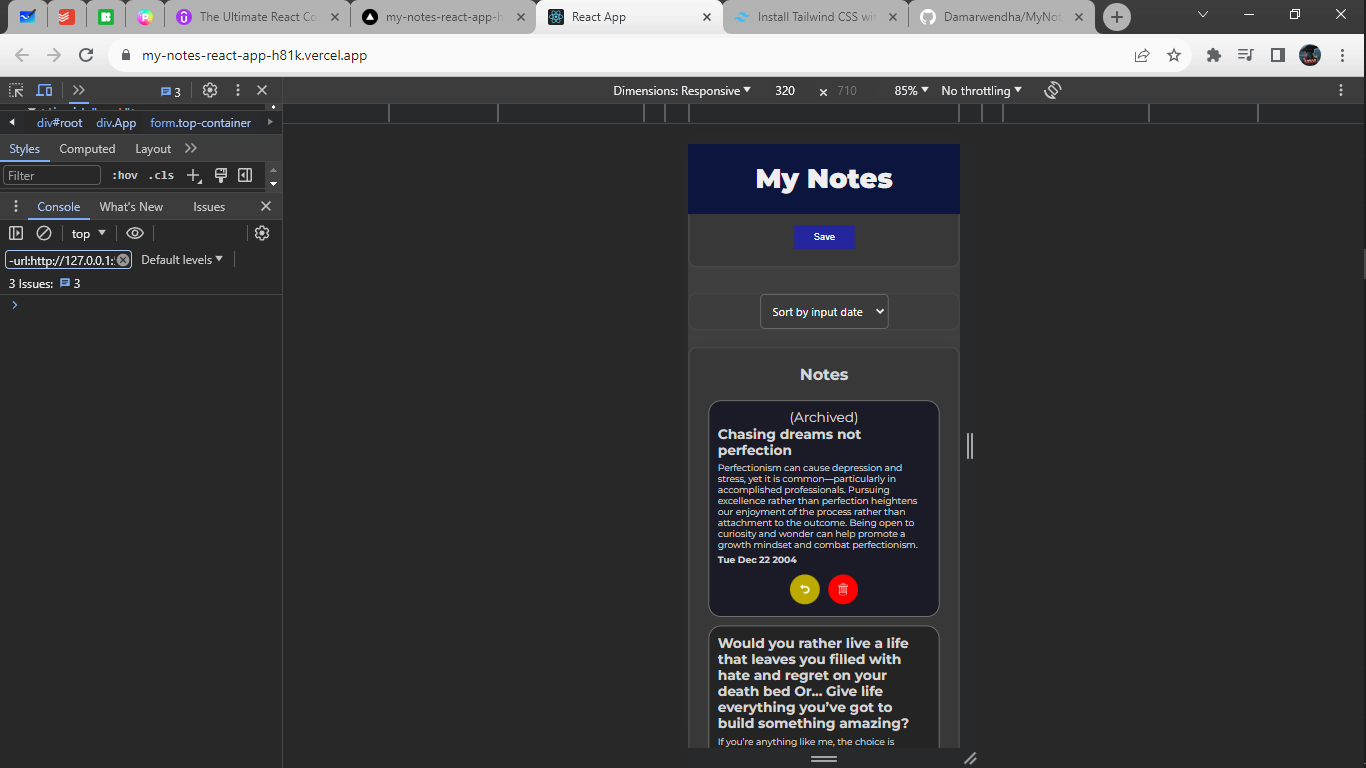 The Ultimate React Co
my-notes-react-app-h
React App
Install Tailwind CSS wit
Damarwendha/MyNot
my-notes-react-app-h81k.vercel.app
3
Dimensions: Responsive 320 × 710 85% No throttling
div#root div.App form.top-container
Styles Computed Layout
Filter :hov .cls
Console What's New Issues
top
-url:http://127.0.0.1: Default levels
3 Issues: 3
My Notes
Save
Sort by input date
Notes
(Archived)
Chasing dreams not
perfection
Perfectionism can cause depression and
stress, yet it is common—particularly in
accomplished professionals. Pursuing
excellence rather than perfection heightens
our enjoyment of the process rather than
attachment to the outcome. Being open to
curiosity and wonder can help promote a
growth mindset and combat perfectionism.
Tue Dec 22 2004
Would you rather live a life
that leaves you filled with
hate and regret on your
death bed Or… Give life
everything you’ve got to
build something amazing?
If you’re anything like me, the choice is